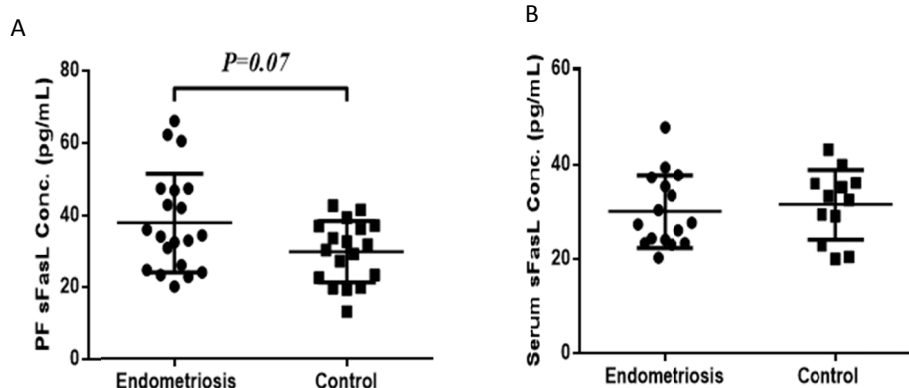 A
P=0.07
PF sFasL Conc. (pg/mL)
80
60
40
20
0
Endometriosis
Control
B
Serum sFasL Conc. (pg/mL)
60
40
20
0
Endometriosis
Control